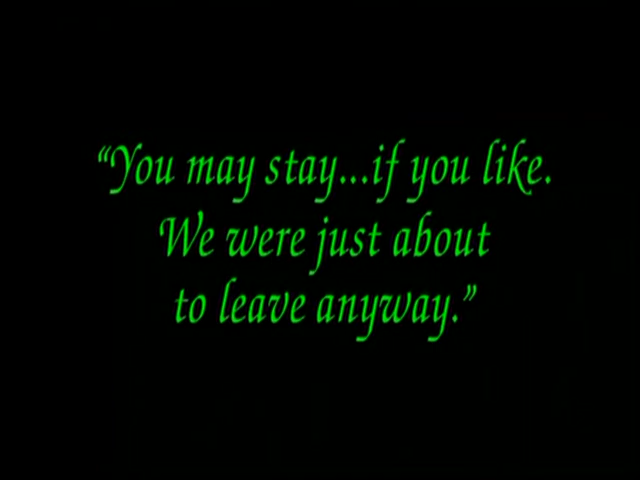 “You may stay...if you like.
We were just about
to leave anyway.”